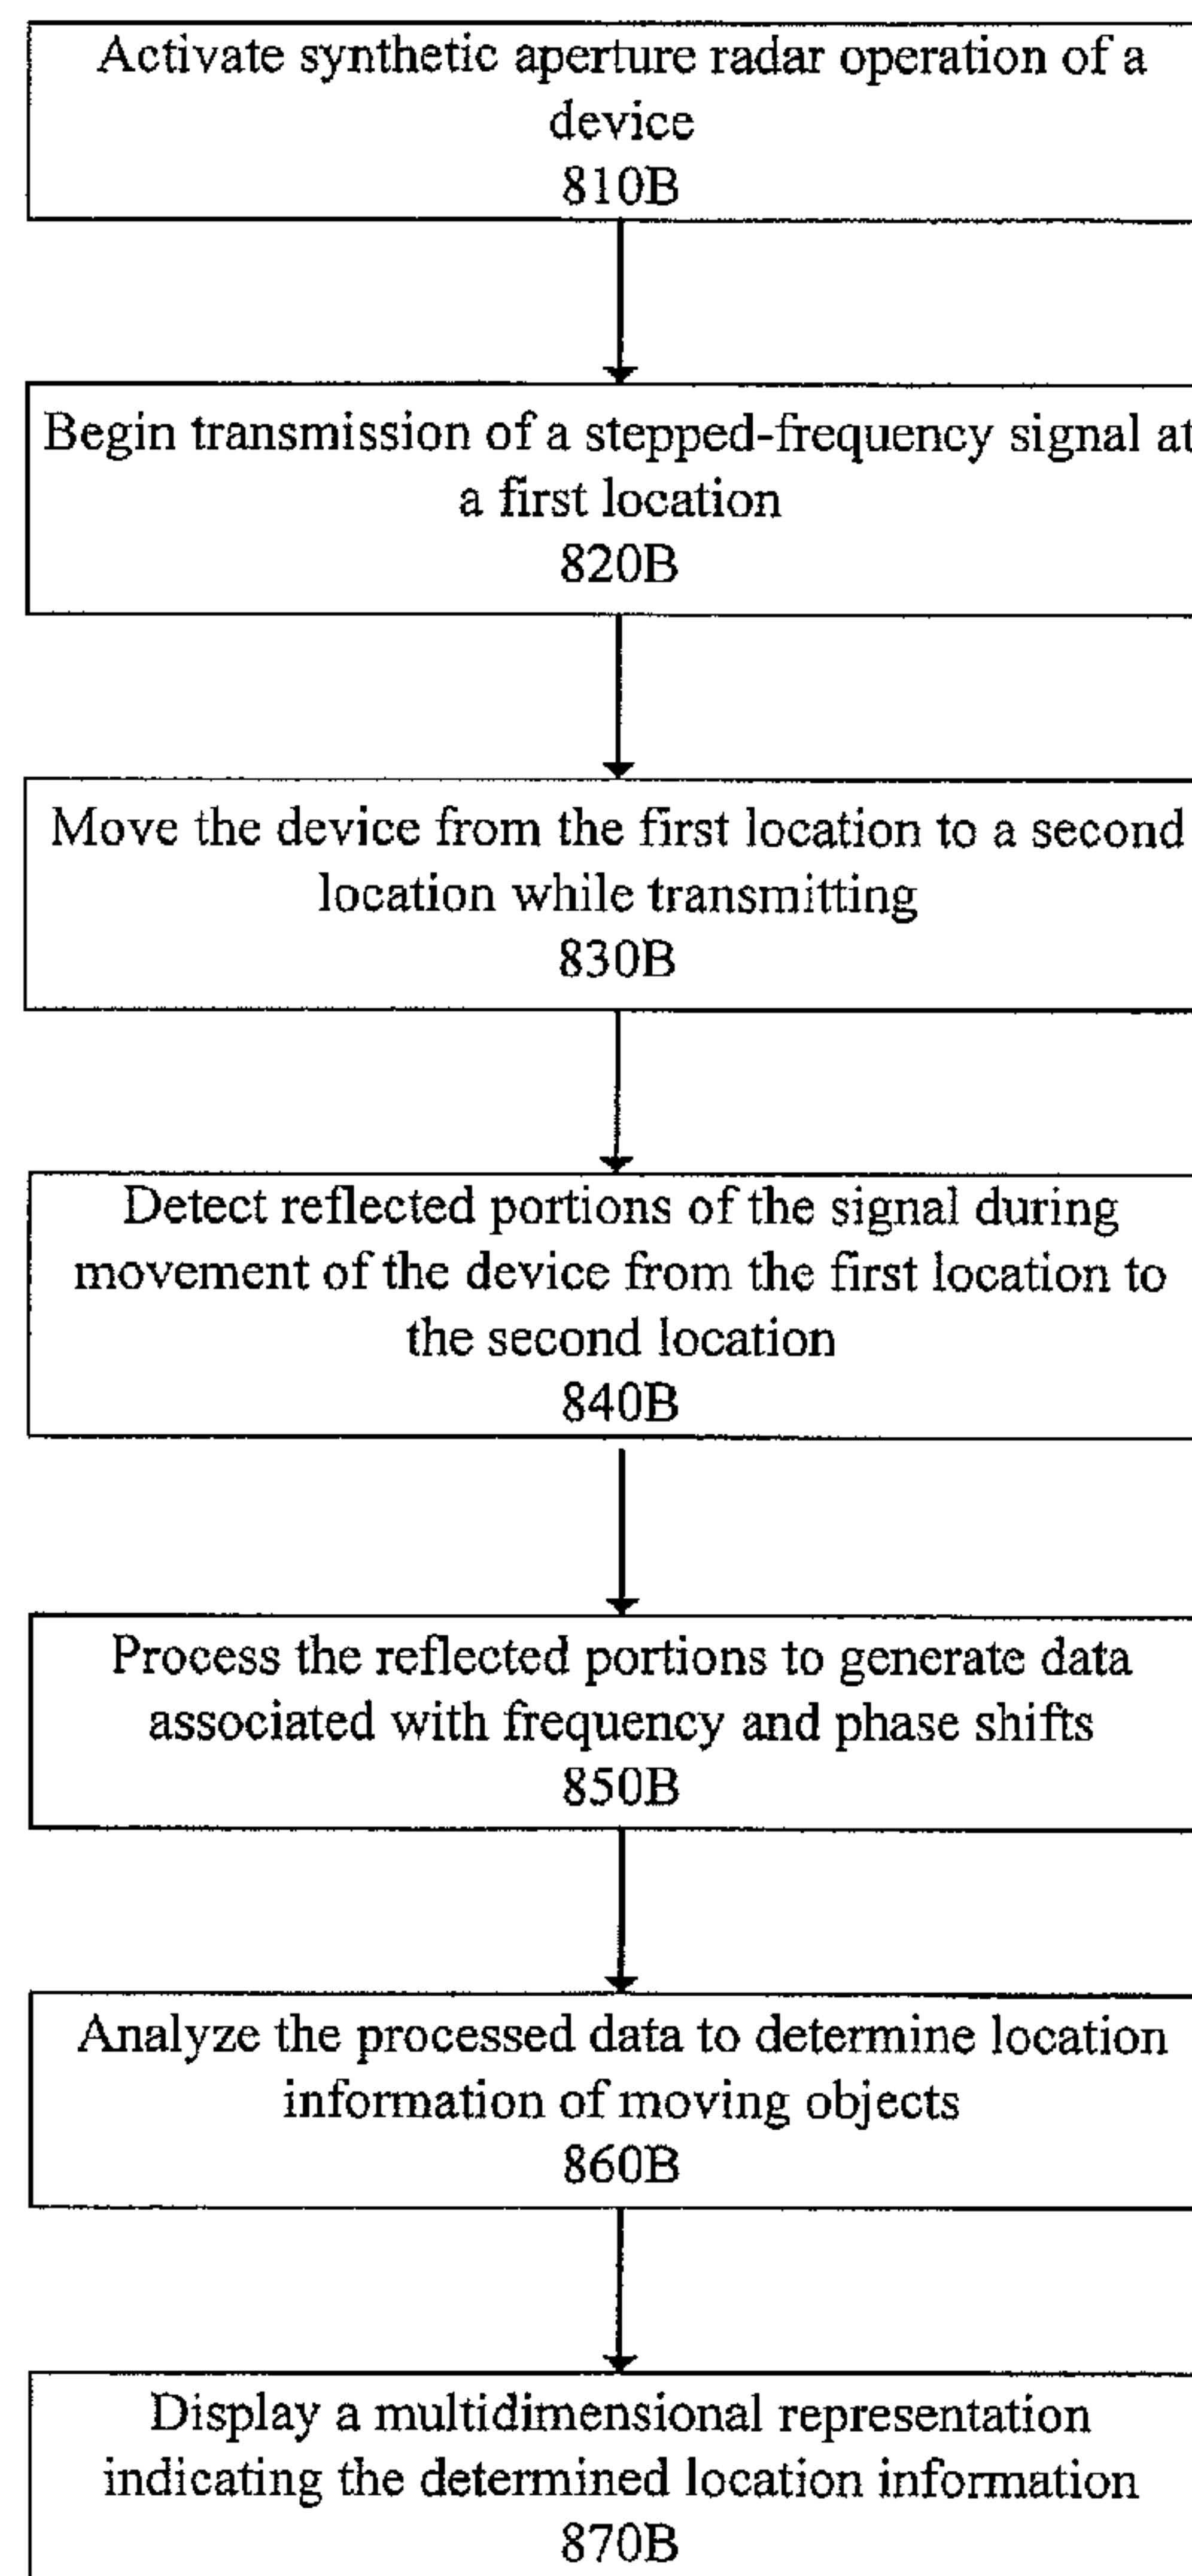 Activate synthetic aperture radar operation of a
device
810B
Begin transmission of a stepped-frequency signal at
a first location
820B
Move the device from the first location to a second
location while transmitting
830B
Detect reflected portions of the signal during
movement of the device from the first location to
the second location
840B
Process the reflected portions to generate data
associated with frequency and phase shifts
850B
Analyze the processed data to determine location
information of moving objects
860B
Display a multidimensional representation
indicating the determined location information
870B